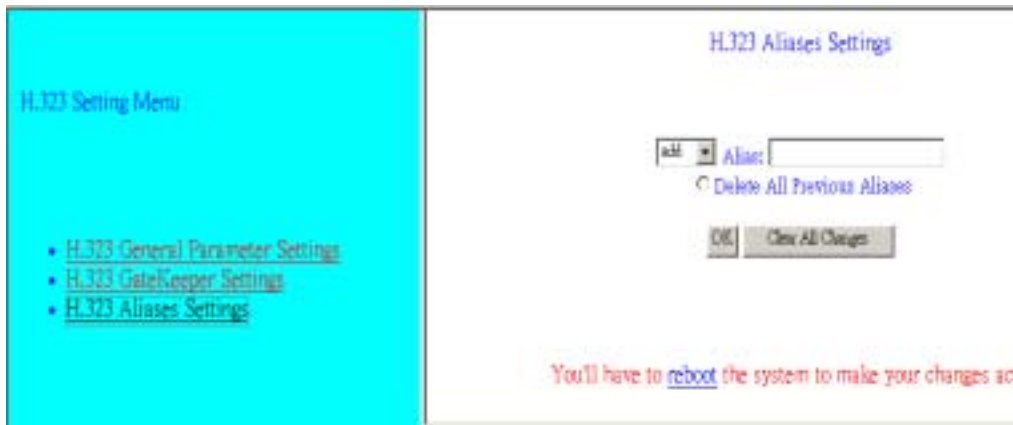 H.323 Setting Menu
H.323 General Parameter Settings
H.323 GateKeeper Settings
H.323 Aliases Settings
H.323 Aliases Settings
add Alias:
Delete All Previous Aliases
OK Clear All Changes
You'll have to reboot the system to make your changes ac